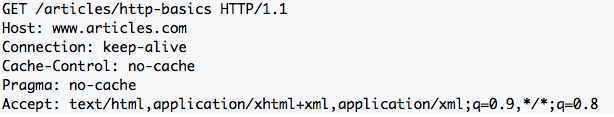 GET /articles/http-basics HTTP/1.1
Host: www.articles.com
Connection: keep-alive
Cache-Control: no-cache
Pragma: no-cache
Accept: text/html,application/xhtml+xml,application/xml;q=0.9,*/*;q=0.8